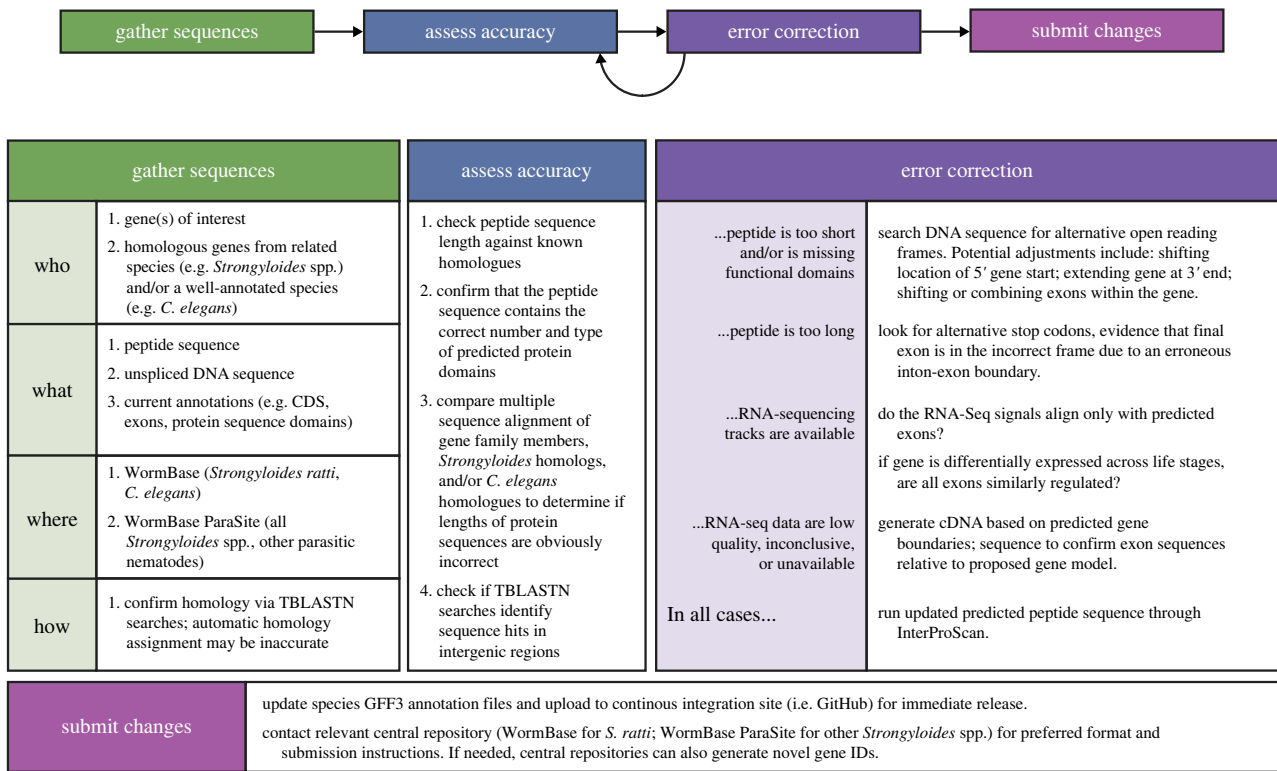 gather sequences
assess accuracy
error correction
submit changes
gather sequences
who
1. gene(s) of interest
2. homologous genes from related
species (e.g. Strongyloides spp.)
and/or a well-annotated species
(e.g. C. elegans)
what
1. peptide sequence
2. unspliced DNA sequence
3. current annotations (e.g. CDS,
exons, protein sequence domains)
where
1. WormBase (Strongyloides ratti,
C. elegans)
2. WormBase ParaSite (all
Strongyloides spp., other parasitic
nematodes)
how
1. confirm homology via TBLASTN
searches; automatic homology
assignment may be inaccurate
assess accuracy
1. check peptide sequence
length against known
homologues
2. confirm that the peptide
sequence contains the
correct number and type
of predicted protein
domains
3. compare multiple
sequence alignment of
gene family members,
Strongyloides homologs,
and/or C. elegans
homologues to determine if
lengths of protein
sequences are obviously
incorrect
4. check if TBLASTN
searches identify
sequence hits in
intergenic regions
error correction
...peptide is too short
and/or is missing
functional domains
search DNA sequence for alternative open reading
frames. Potential adjustments include: shifting
location of 5′ gene start; extending gene at 3′ end;
shifting or combining exons within the gene.
...peptide is too long
look for alternative stop codons, evidence that final
exon is in the incorrect frame due to an erroneous
inton-exon boundary.
...RNA-sequencing
tracks are available
do the RNA-Seq signals align only with predicted
exons?
if gene is differentially expressed across life stages,
are all exons similarly regulated?
...RNA-seq data are low
quality, inconclusive,
or unavailable
generate cDNA based on predicted gene
boundaries; sequence to confirm exon sequences
relative to proposed gene model.
In all cases...
run updated predicted peptide sequence through
InterProScan.
submit changes
update species GFF3 annotation files and upload to continous integration site (i.e. GitHub) for immediate release.
contact relevant central repository (WormBase for S. ratti; WormBase ParaSite for other Strongyloides spp.) for preferred format and
submission instructions. If needed, central repositories can also generate novel gene IDs.